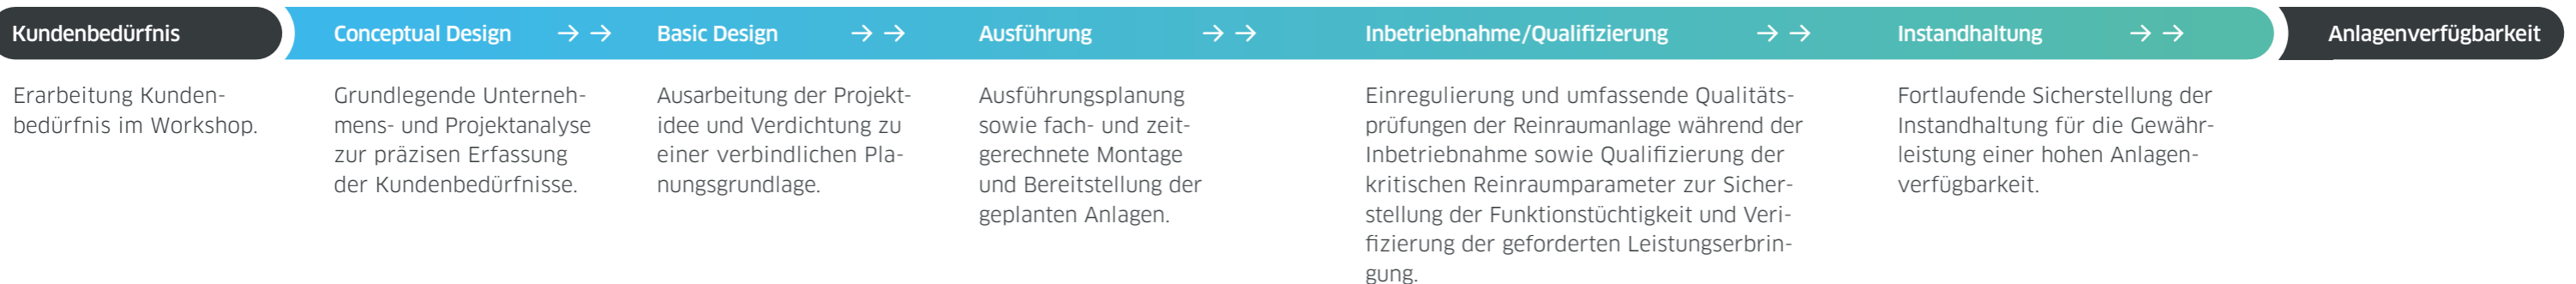 Kundenbedürfnis
Erarbeitung Kunden-
bedürfnis im Workshop.
Conceptual Design → →
Grundlegende Unterneh-
mens- und Projektanalyse
zur präzisen Erfassung
der Kundenbedürfnisse.
Basic Design → →
Ausarbeitung der Projekt-
idee und Verdichtung zu
einer verbindlichen Pla-
nungsgrundlage.
Ausführung → →
Ausführungsplanung
sowie fach- und zeit-
gerechnete Montage
und Bereitstellung der
geplanten Anlagen.
Inbetriebnahme/Qualifizierung → →
Einregulierung und umfassende Qualitäts-
prüfungen der Reinraumanlage während der
Inbetriebnahme sowie Qualifizierung der
kritischen Reinraumparameter zur Sicher-
stellung der Funktionstüchtigkeit und Veri-
fizierung der geforderten Leistungserbrin-
gung.
Instandhaltung → →
Fortlaufende Sicherstellung der
Instandhaltung für die Gewähr-
leistung einer hohen Anlagen-
verfügbarkeit.
Anlagenverfügbarkeit